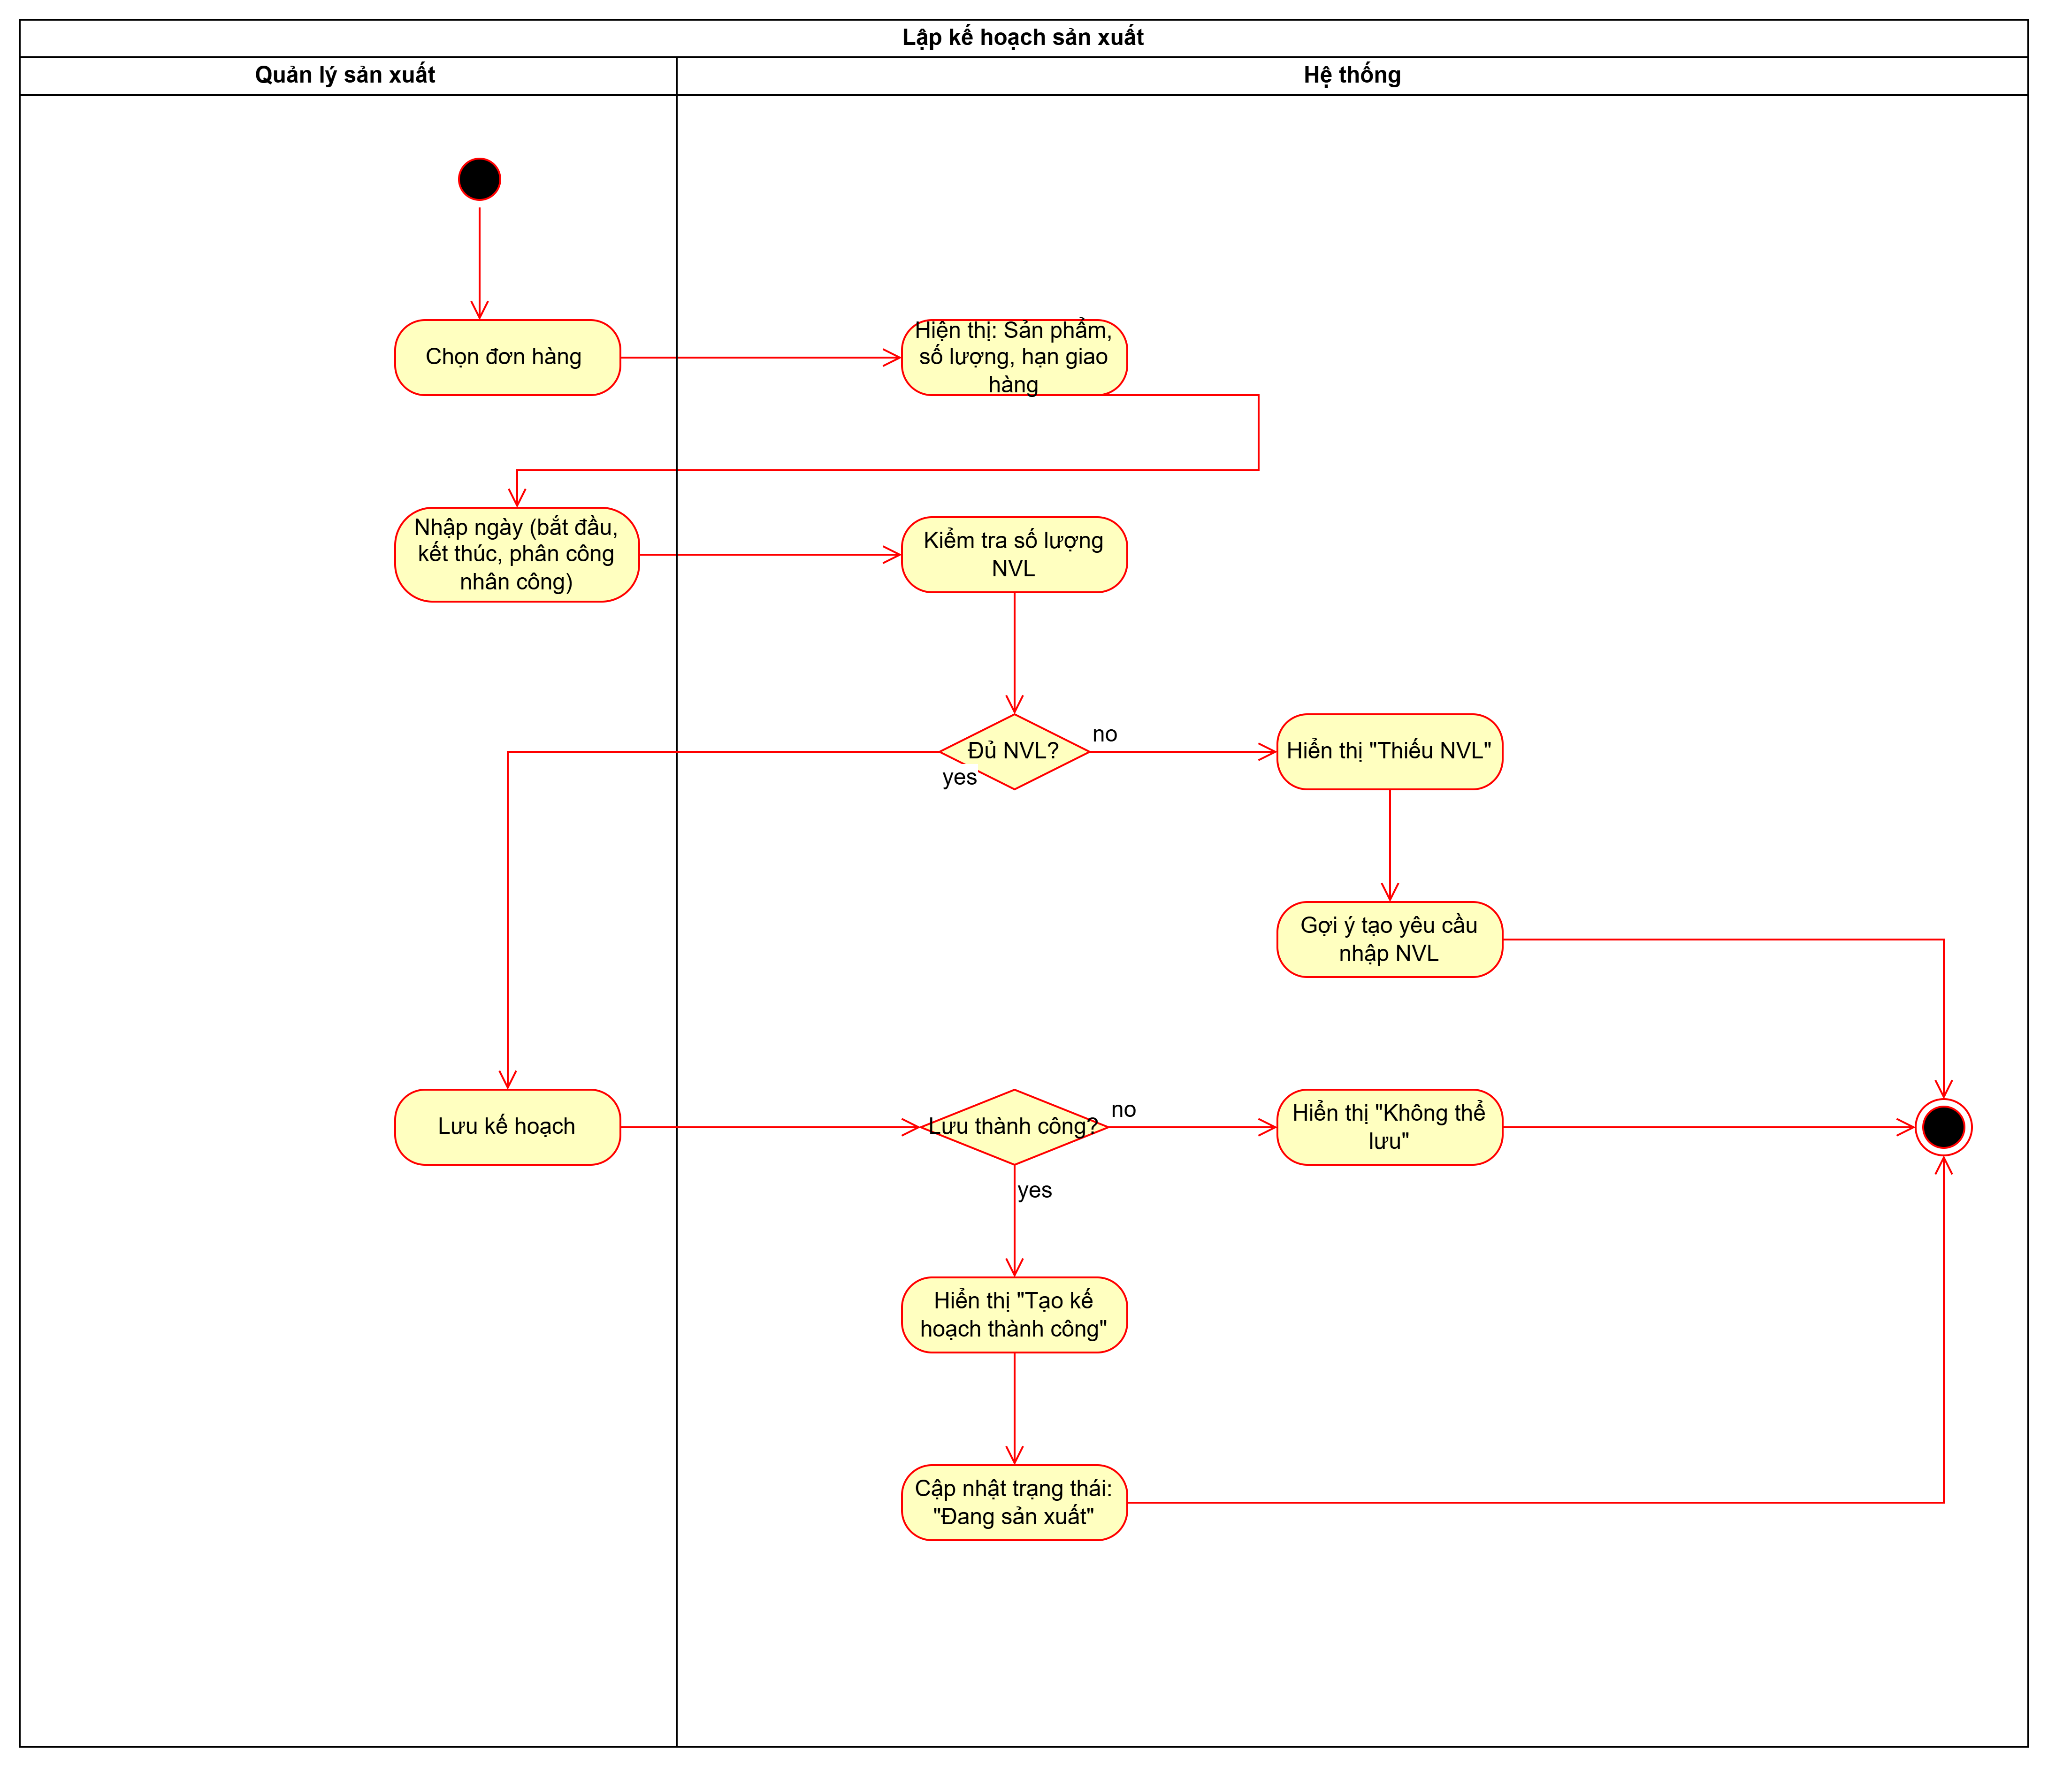 Lập kế hoạch sản xuất
Quản lý sản xuất
Hệ thống
Chọn đơn hàng
Hiện thị: Sản phẩm,
số lượng, hạn giao
hàng
Nhập ngày (bắt đầu,
kết thúc, phân công
nhân công)
Kiểm tra số lượng
NVL
Đủ NVL?
no
yes
Hiển thị "Thiếu NVL"
Gợi ý tạo yêu cầu
nhập NVL
Lưu kế hoạch
Lưu thành công?
no
yes
Hiển thị "Không thể
lưu"
Hiển thị "Tạo kế
hoạch thành công"
Cập nhật trạng thái:
"Đang sản xuất"